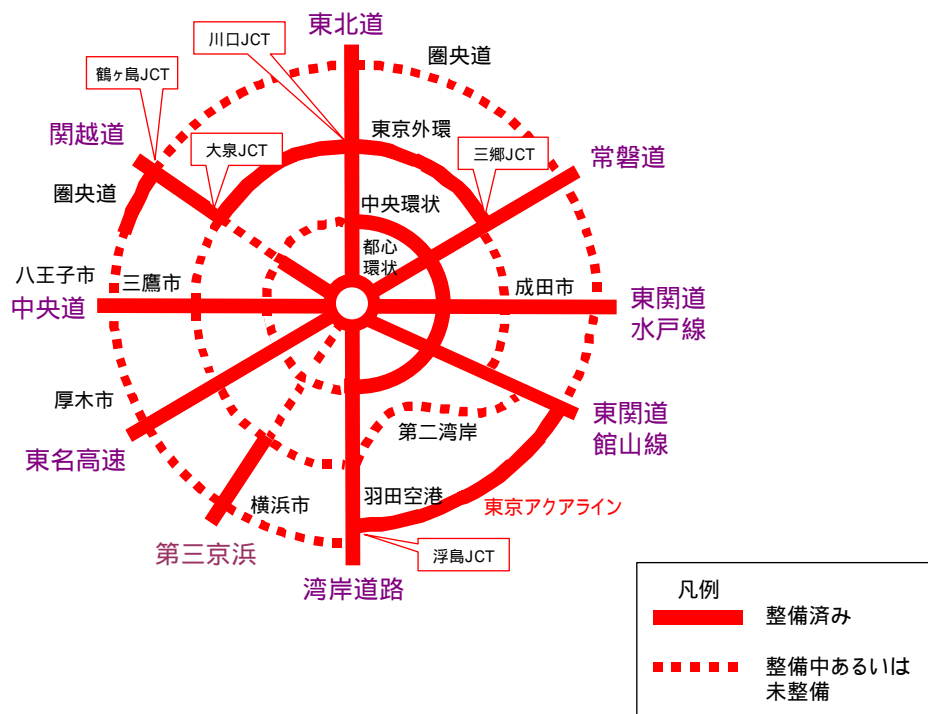 東北道
川口JCT
圏央道
鶴ヶ島JCT
関越道
大泉JCT
東京外環
三郷JCT
常磐道
圏央道
中央環状
都心
環状
八王子市
三鷹市
中央道
成田市
東関道
水戸線
厚木市
東名高速
第二湾岸
東関道
館山線
横浜市
羽田空港
東京アクアライン
第三京浜
浮島JCT
湾岸道路
凡例
整備済み
整備中あるいは
未整備